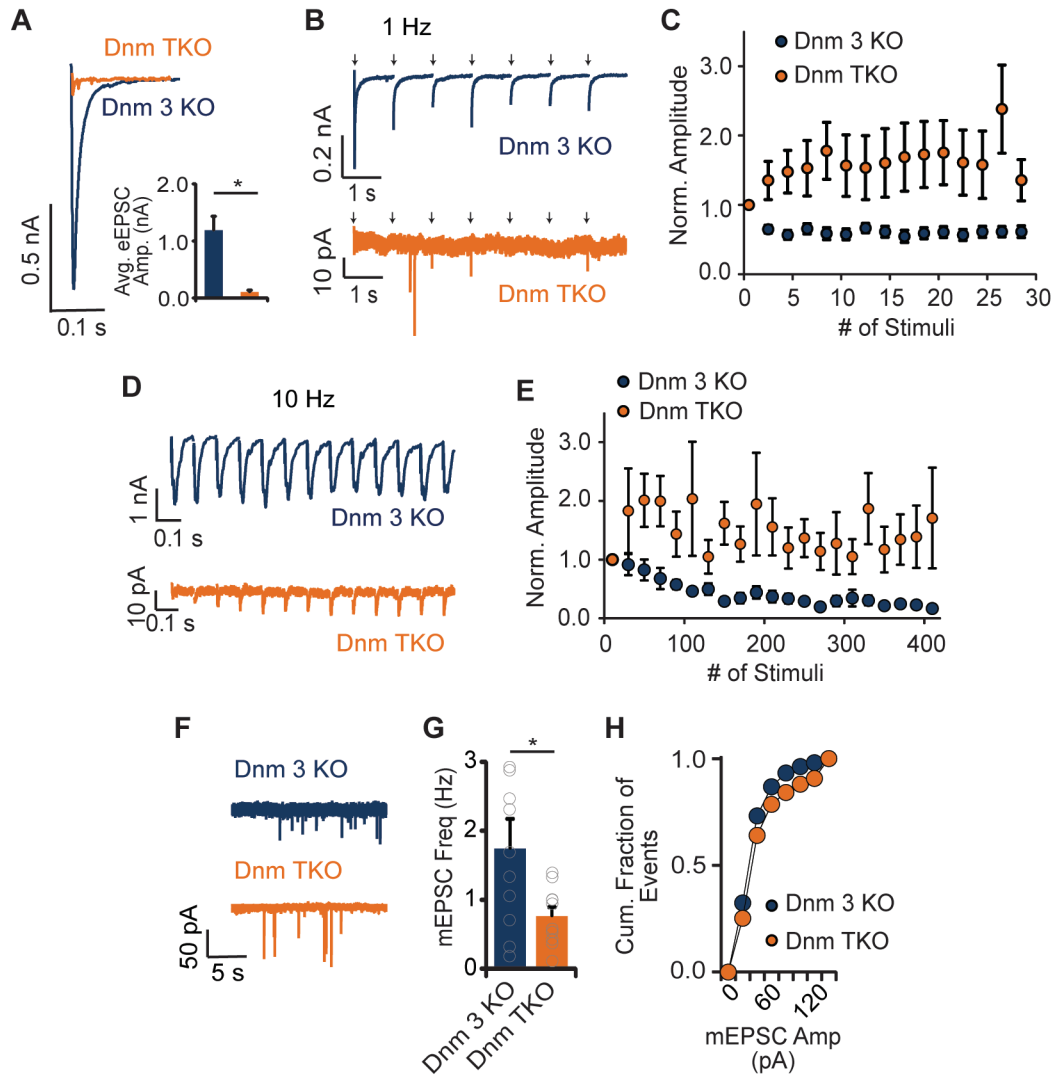 A
Dnm TKO
Dnm 3 KO
0.5 nA
0.1 s
Avg. eEPSC
Amp. (nA)
2.0
1.0
0.0
*
B
1 Hz
Dnm 3 KO
0.2 nA
1 s
10 pA
1 s
Dnm TKO
C
Dnm 3 KO
Dnm TKO
Norm. Amplitude
3.0
2.0
1.0
0.0
0 5 10 15 20 25 30
# of Stimuli
D
10 Hz
1 nA
0.1 s
Dnm 3 KO
10 pA
0.1 s
Dnm TKO
E
Dnm 3 KO
Dnm TKO
Norm. Amplitude
3.0
2.0
1.0
0.0
0 100 200 300 400
# of Stimuli
F
Dnm 3 KO
Dnm TKO
50 pA
5 s
G
*
mEPSC Freq (Hz)
3
2
1
0
Dnm 3 KO
Dnm TKO
H
Cum. Fraction of
Events
1.0
0.5
0.0
Dnm 3 KO
Dnm TKO
0 60 120
mEPSC Amp
(pA)